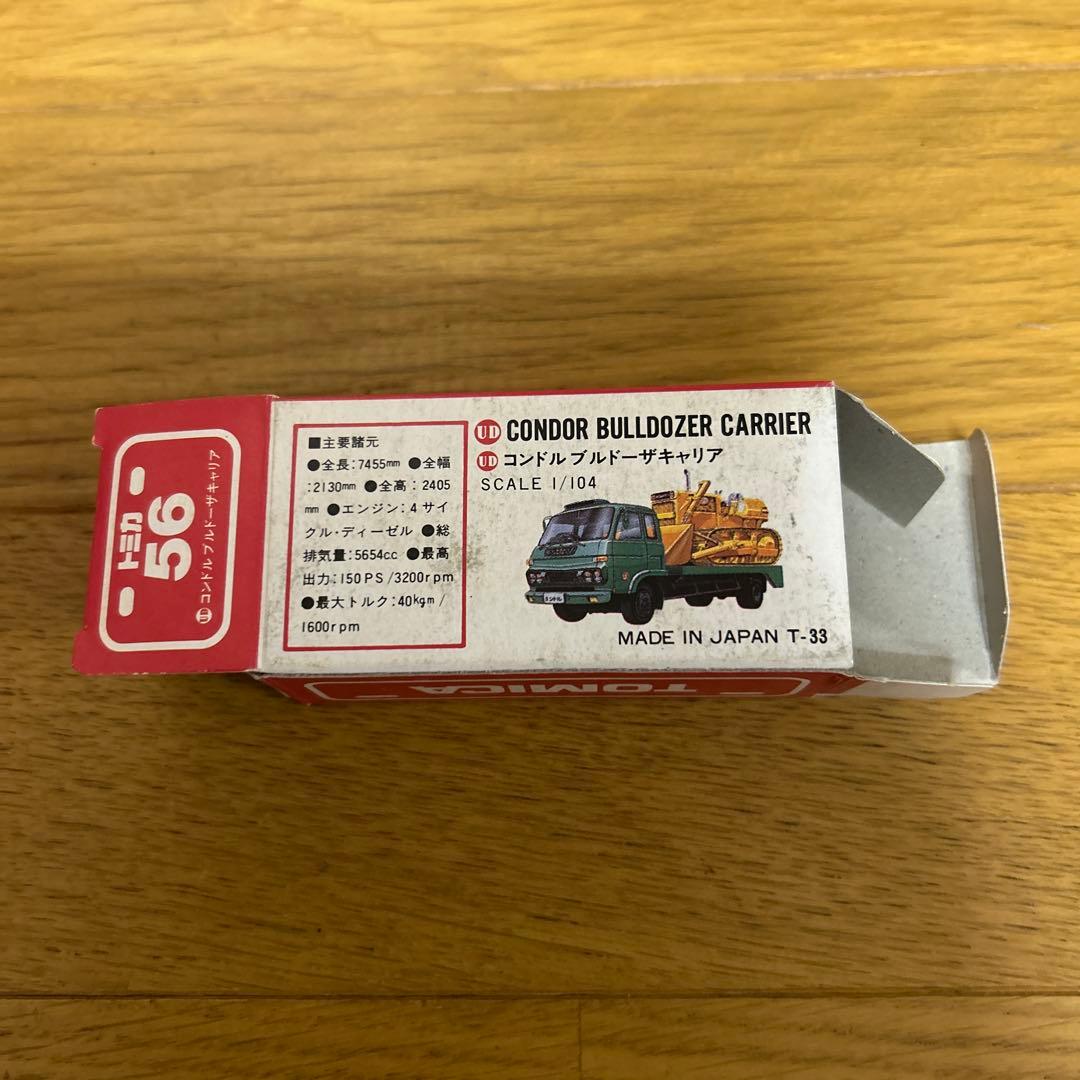 トミカ
56
UD コンドル ブルドーザキャリア
■主要諸元
●全長:7455mm ●全幅
:2130mm ●全高:2405
mm ●エンジン:4サイ
クル・ディーゼル ●総
排気量:5654cc ●最高
出力:150PS/3200rpm
●最大トルク:40kgm/
1600rpm
UD CONDOR BULLDOZER CARRIER
UD コンドル ブルドーザキャリア
SCALE 1/104
MADE IN JAPAN T-33
TOMICA